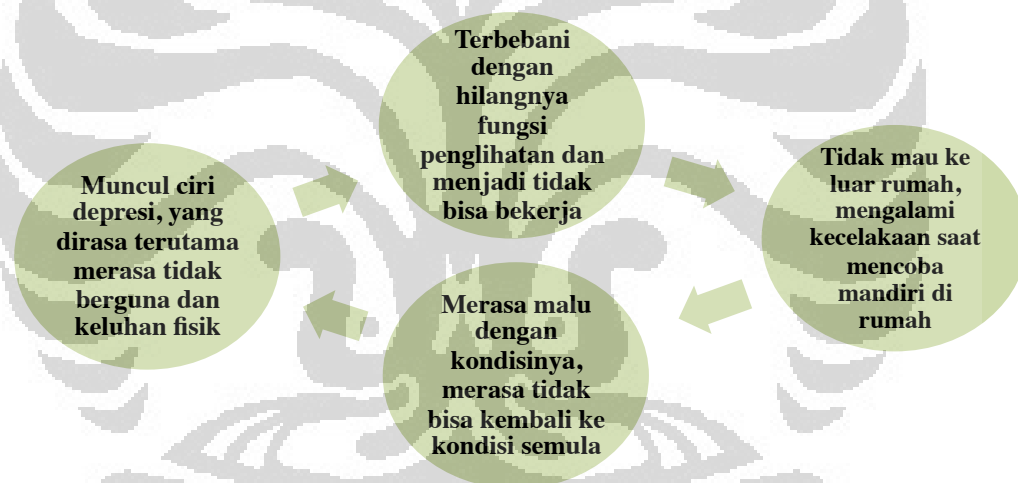 Terbebani
dengan
hilangnya
fungsi
penglihatan dan
menjadi tidak
bisa bekerja
Tidak mau ke
luar rumah,
mengalami
kecelakaan saat
mencoba
mandiri di
rumah
Merasa malu
dengan
kondisinya,
merasa tidak
bisa kembali ke
kondisi semula
Muncul ciri
depresi, yang
dirasa terutama
merasa tidak
berguna dan
keluhan fisik